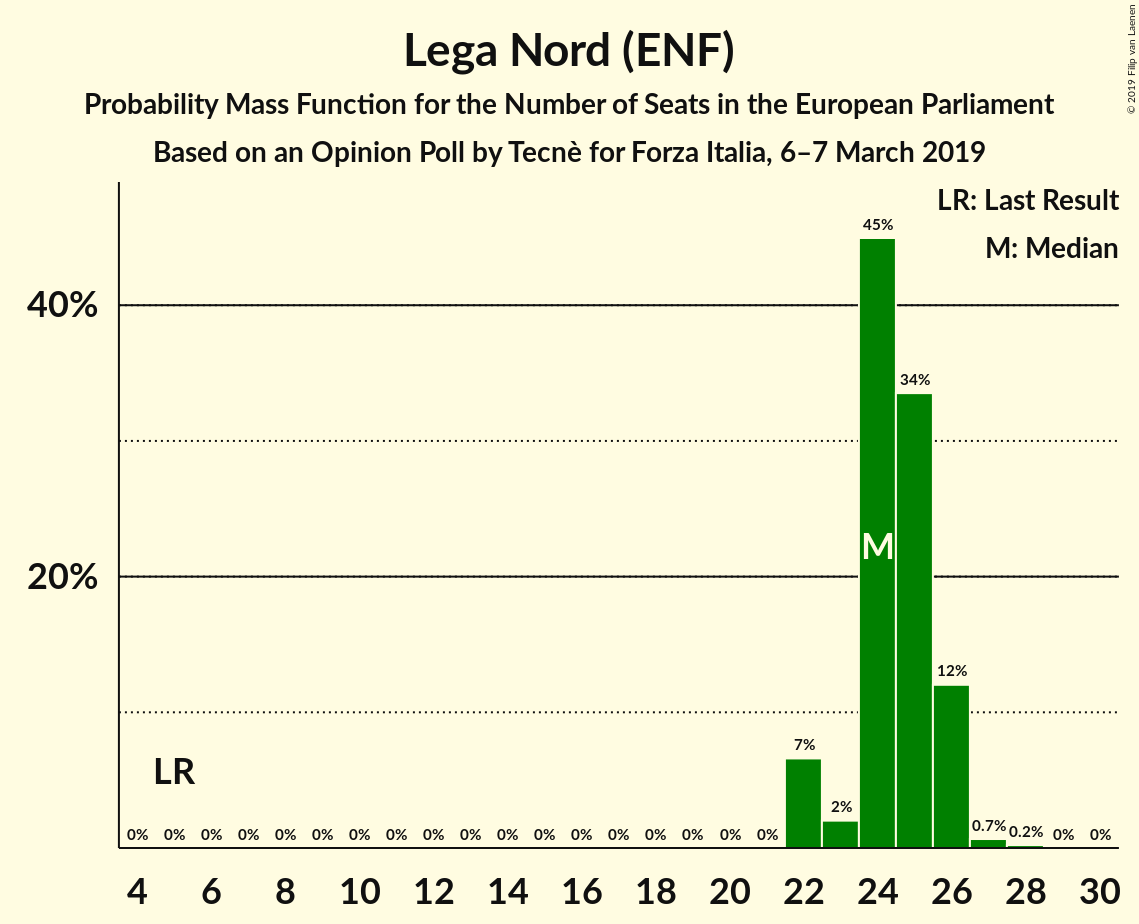 Lega Nord (ENF)
Probability Mass Function for the Number of Seats in the European Parliament
Based on an Opinion Poll by Tecnè for Forza Italia, 6–7 March 2019
© 2019 Filip van Laenen
LR: Last Result
M: Median
45%
40%
34%
M
20%
12%
7%
LR
2%
0% 0% 0% 0% 0% 0% 0% 0% 0% 0% 0% 0% 0% 0% 0% 0% 0% 0% 0.7% 0.2% 0% 0%
4 6 8 10 12 14 16 18 20 22 24 26 28 30